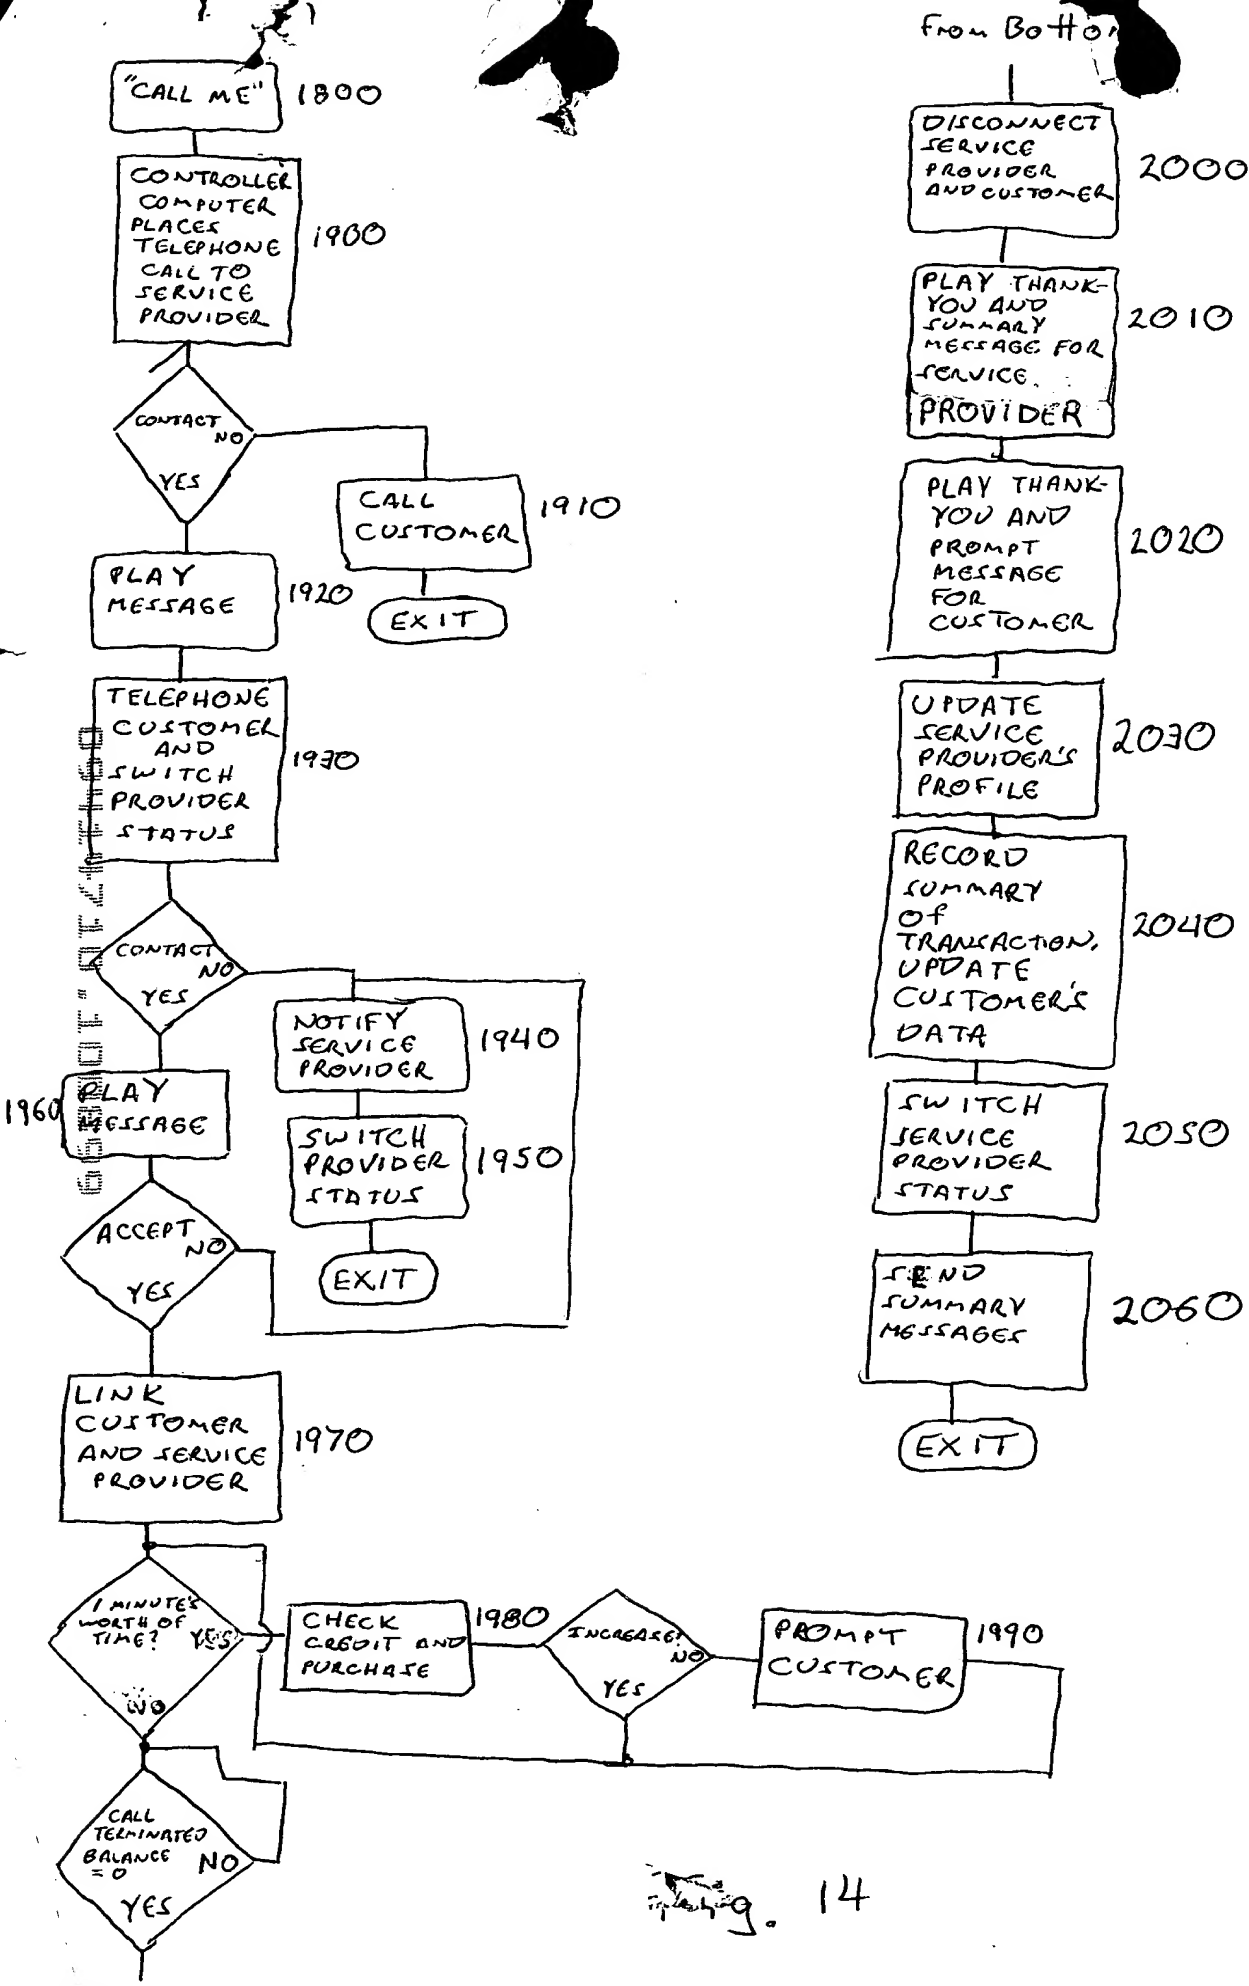 "CALL ME"
1800
CONTROLLER
COMPUTER
PLACES
TELEPHONE
CALL TO
SERVICE
PROVIDER
1900
CONTACT
NO
YES
CALL
CUSTOMER
1910
EXIT
PLAY
MESSAGE
1920
TELEPHONE
CUSTOMER
AND
SWITCH
PROVIDER
STATUS
1930
CONTACT
NO
YES
NOTIFY
SERVICE
PROVIDER
1940
SWITCH
PROVIDER
STATUS
1950
EXIT
1960
PLAY
MESSAGE
ACCEPT
NO
YES
LINK
CUSTOMER
AND SERVICE
PROVIDER
1970
1 MINUTE'S
WORTH OF
TIME?
YES
NO
CHECK
CREDIT AND
PURCHASE
1980
INCREASE?
NO
YES
PROMPT
CUSTOMER
1990
CALL
TERMINATED
BALANCE
= 0
NO
YES
From Bottom
DISCONNECT
SERVICE
PROVIDER
AND CUSTOMER
2000
PLAY THANK-
YOU AND
SUMMARY
MESSAGE FOR
SERVICE
PROVIDER
2010
PLAY THANK-
YOU AND
PROMPT
MESSAGE
FOR
CUSTOMER
2020
UPDATE
SERVICE
PROVIDER'S
PROFILE
2030
RECORD
SUMMARY
OF
TRANSACTION,
UPDATE
CUSTOMER'S
DATA
2040
SWITCH
SERVICE
PROVIDER
STATUS
2050
SEND
SUMMARY
MESSAGES
2060
EXIT
14